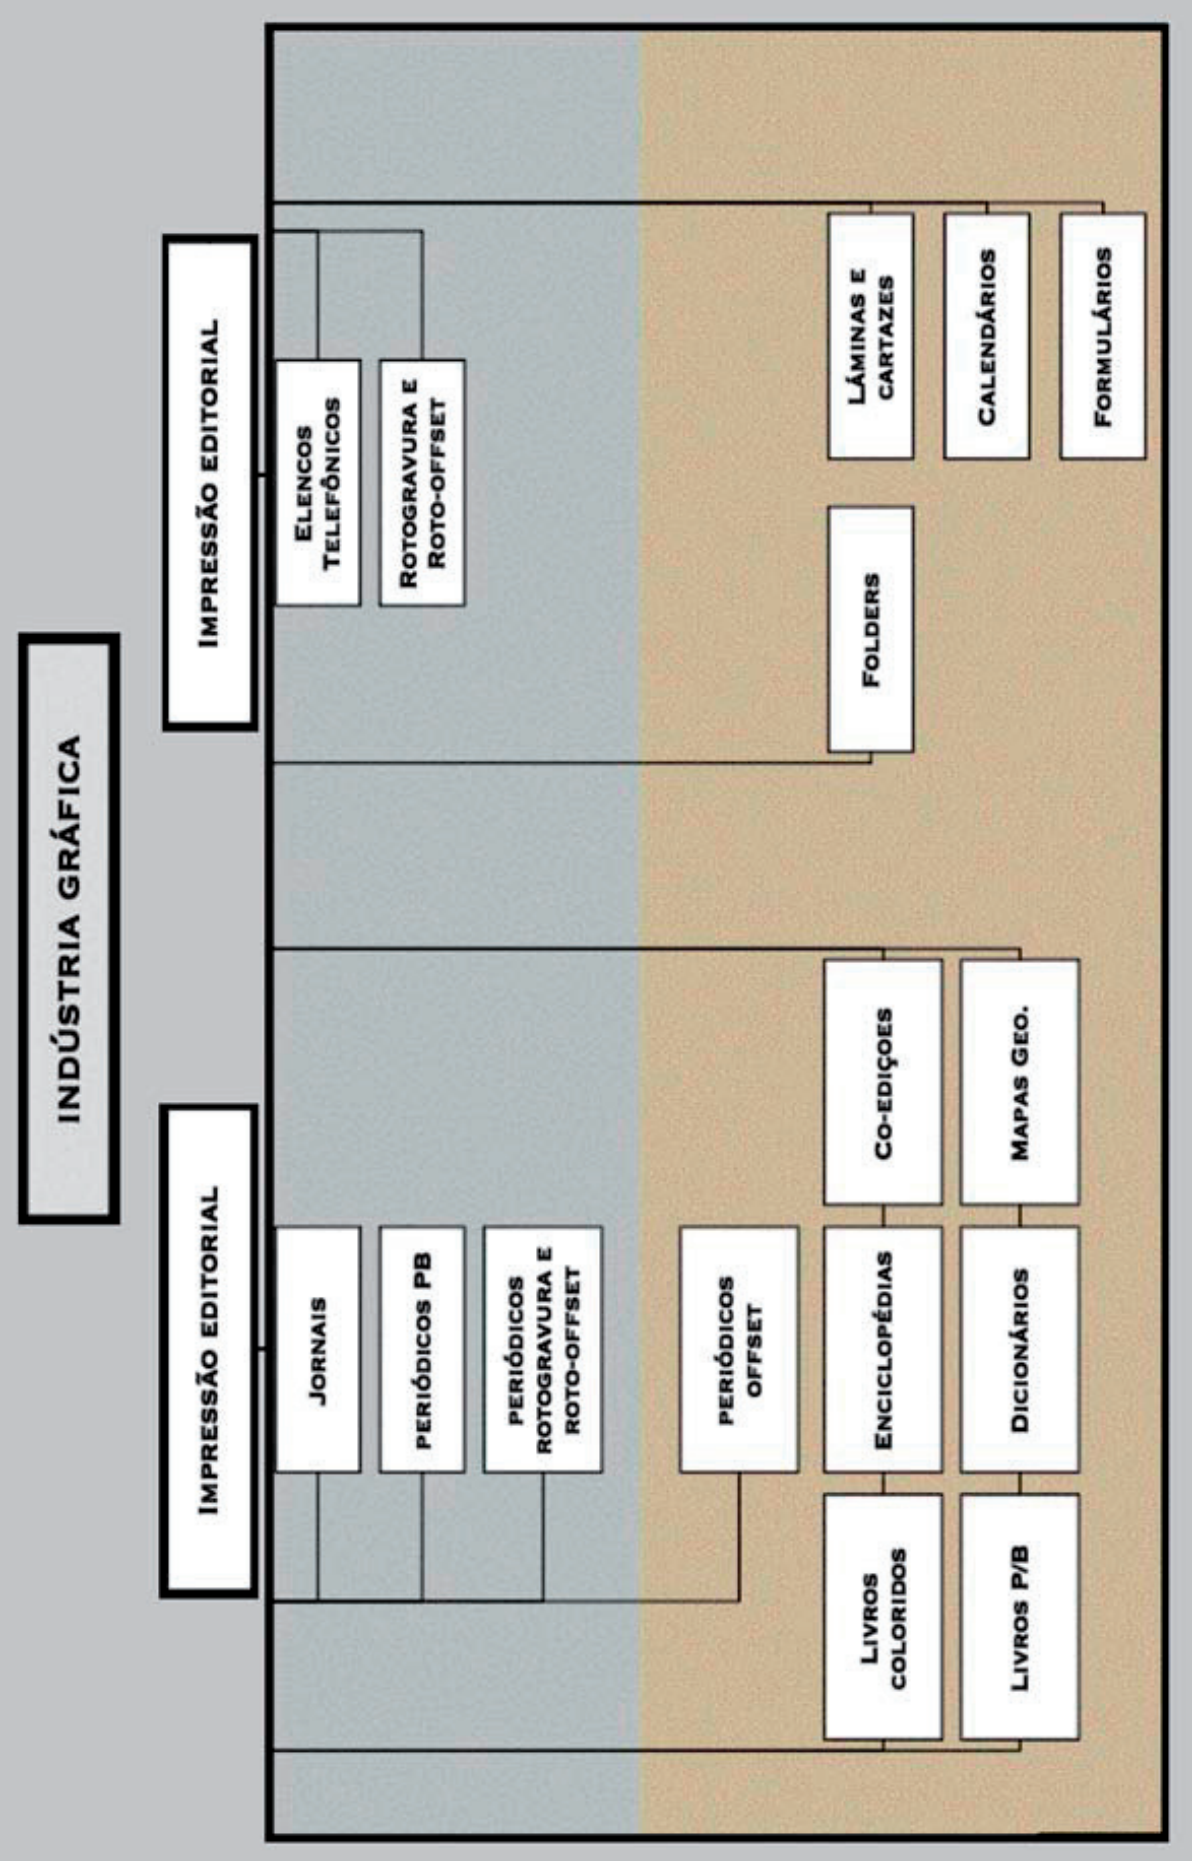 INDÚSTRIA GRÁFICA
IMPRESSÃO EDITORIAL
IMPRESSÃO EDITORIAL
JORNAIS
PERIÓDICOS PB
PERIÓDICOS
ROTOGRAVURA E
ROTO-OFFSET
PERIÓDICOS
OFFSET
LIVROS
COLORIDOS
ENCICLOPÉDIAS
CO-EDIÇOES
LIVROS P/B
DICIONÁRIOS
MAPAS GEO.
ELENCOS
TELEFÔNICOS
ROTOGRAVURA E
ROTO-OFFSET
FOLDERS
LÁMINAS E
CARTAZES
CALENDÁRIOS
FORMULÁRIOS